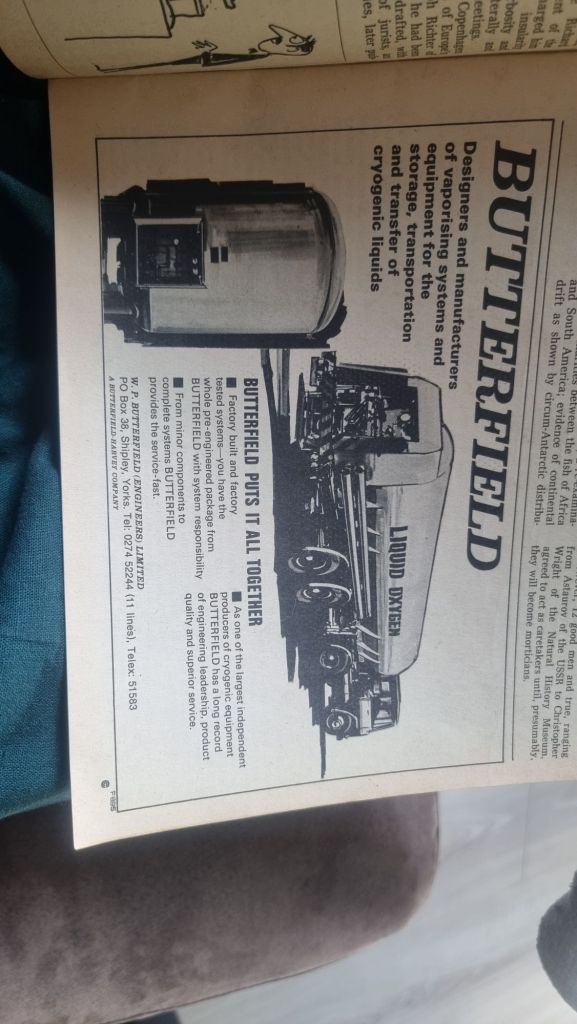 and South America; evidence of continental
drift as shown by circum-Antarctic distribu-
good men and true, ranging
from Astaurov of the USSR to Christopher
Wright of the Natural History Museum,
agreed to act as caretakers until, presumably,
they will become morticians.
BUTTERFIELD
Designers and manufacturers
of vaporising systems and
equipment for the
storage, transportation
and transfer of
cryogenic liquids
LIQUID OXYGEN
BUTTERFIELD PUTS IT ALL TOGETHER
■ Factory built and factory
tested systems—you have the
whole pre-engineered package from
BUTTERFIELD with system responsibility
■ From minor components to
complete systems BUTTERFIELD
provides the service-fast.
■ As one of the largest independent
producers of cryogenic equipment
BUTTERFIELD has a long record
of engineering leadership, product
quality and superior service.
W. P. BUTTERFIELD (ENGINEERS) LIMITED
PO Box 38, Shipley, Yorks. Tel: 0274 52244 (11 lines). Telex: 51583
A BUTTERFIELD-HARVEY COMPANY